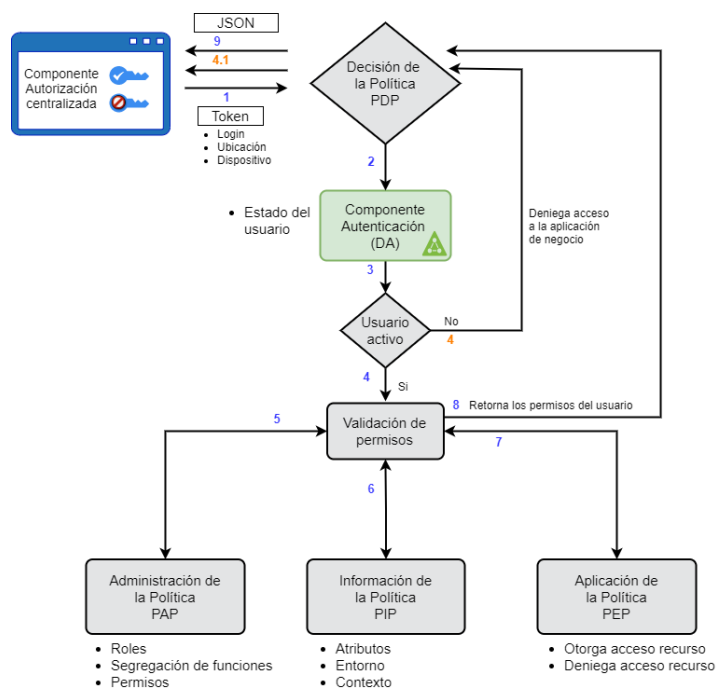 JSON
9
4.1
1
Token
• Login
• Ubicación
• Dispositivo
Componente
Autorización
centralizada
Decisión de
la Política
PDP
2
• Estado del
usuario
Componente
Autenticación
(DA)
3
Deniega acceso
a la aplicación
de negocio
Usuario
activo
No
4
4
Si
8 Retorna los permisos del usuario
Validación de
permisos
5
6
7
Administración de
la Política
PAP
• Roles
• Segregación de funciones
• Permisos
Información de
la Política
PIP
• Atributos
• Entorno
• Contexto
Aplicación de
la Política
PEP
• Otorga acceso recurso
• Deniega acceso recurso